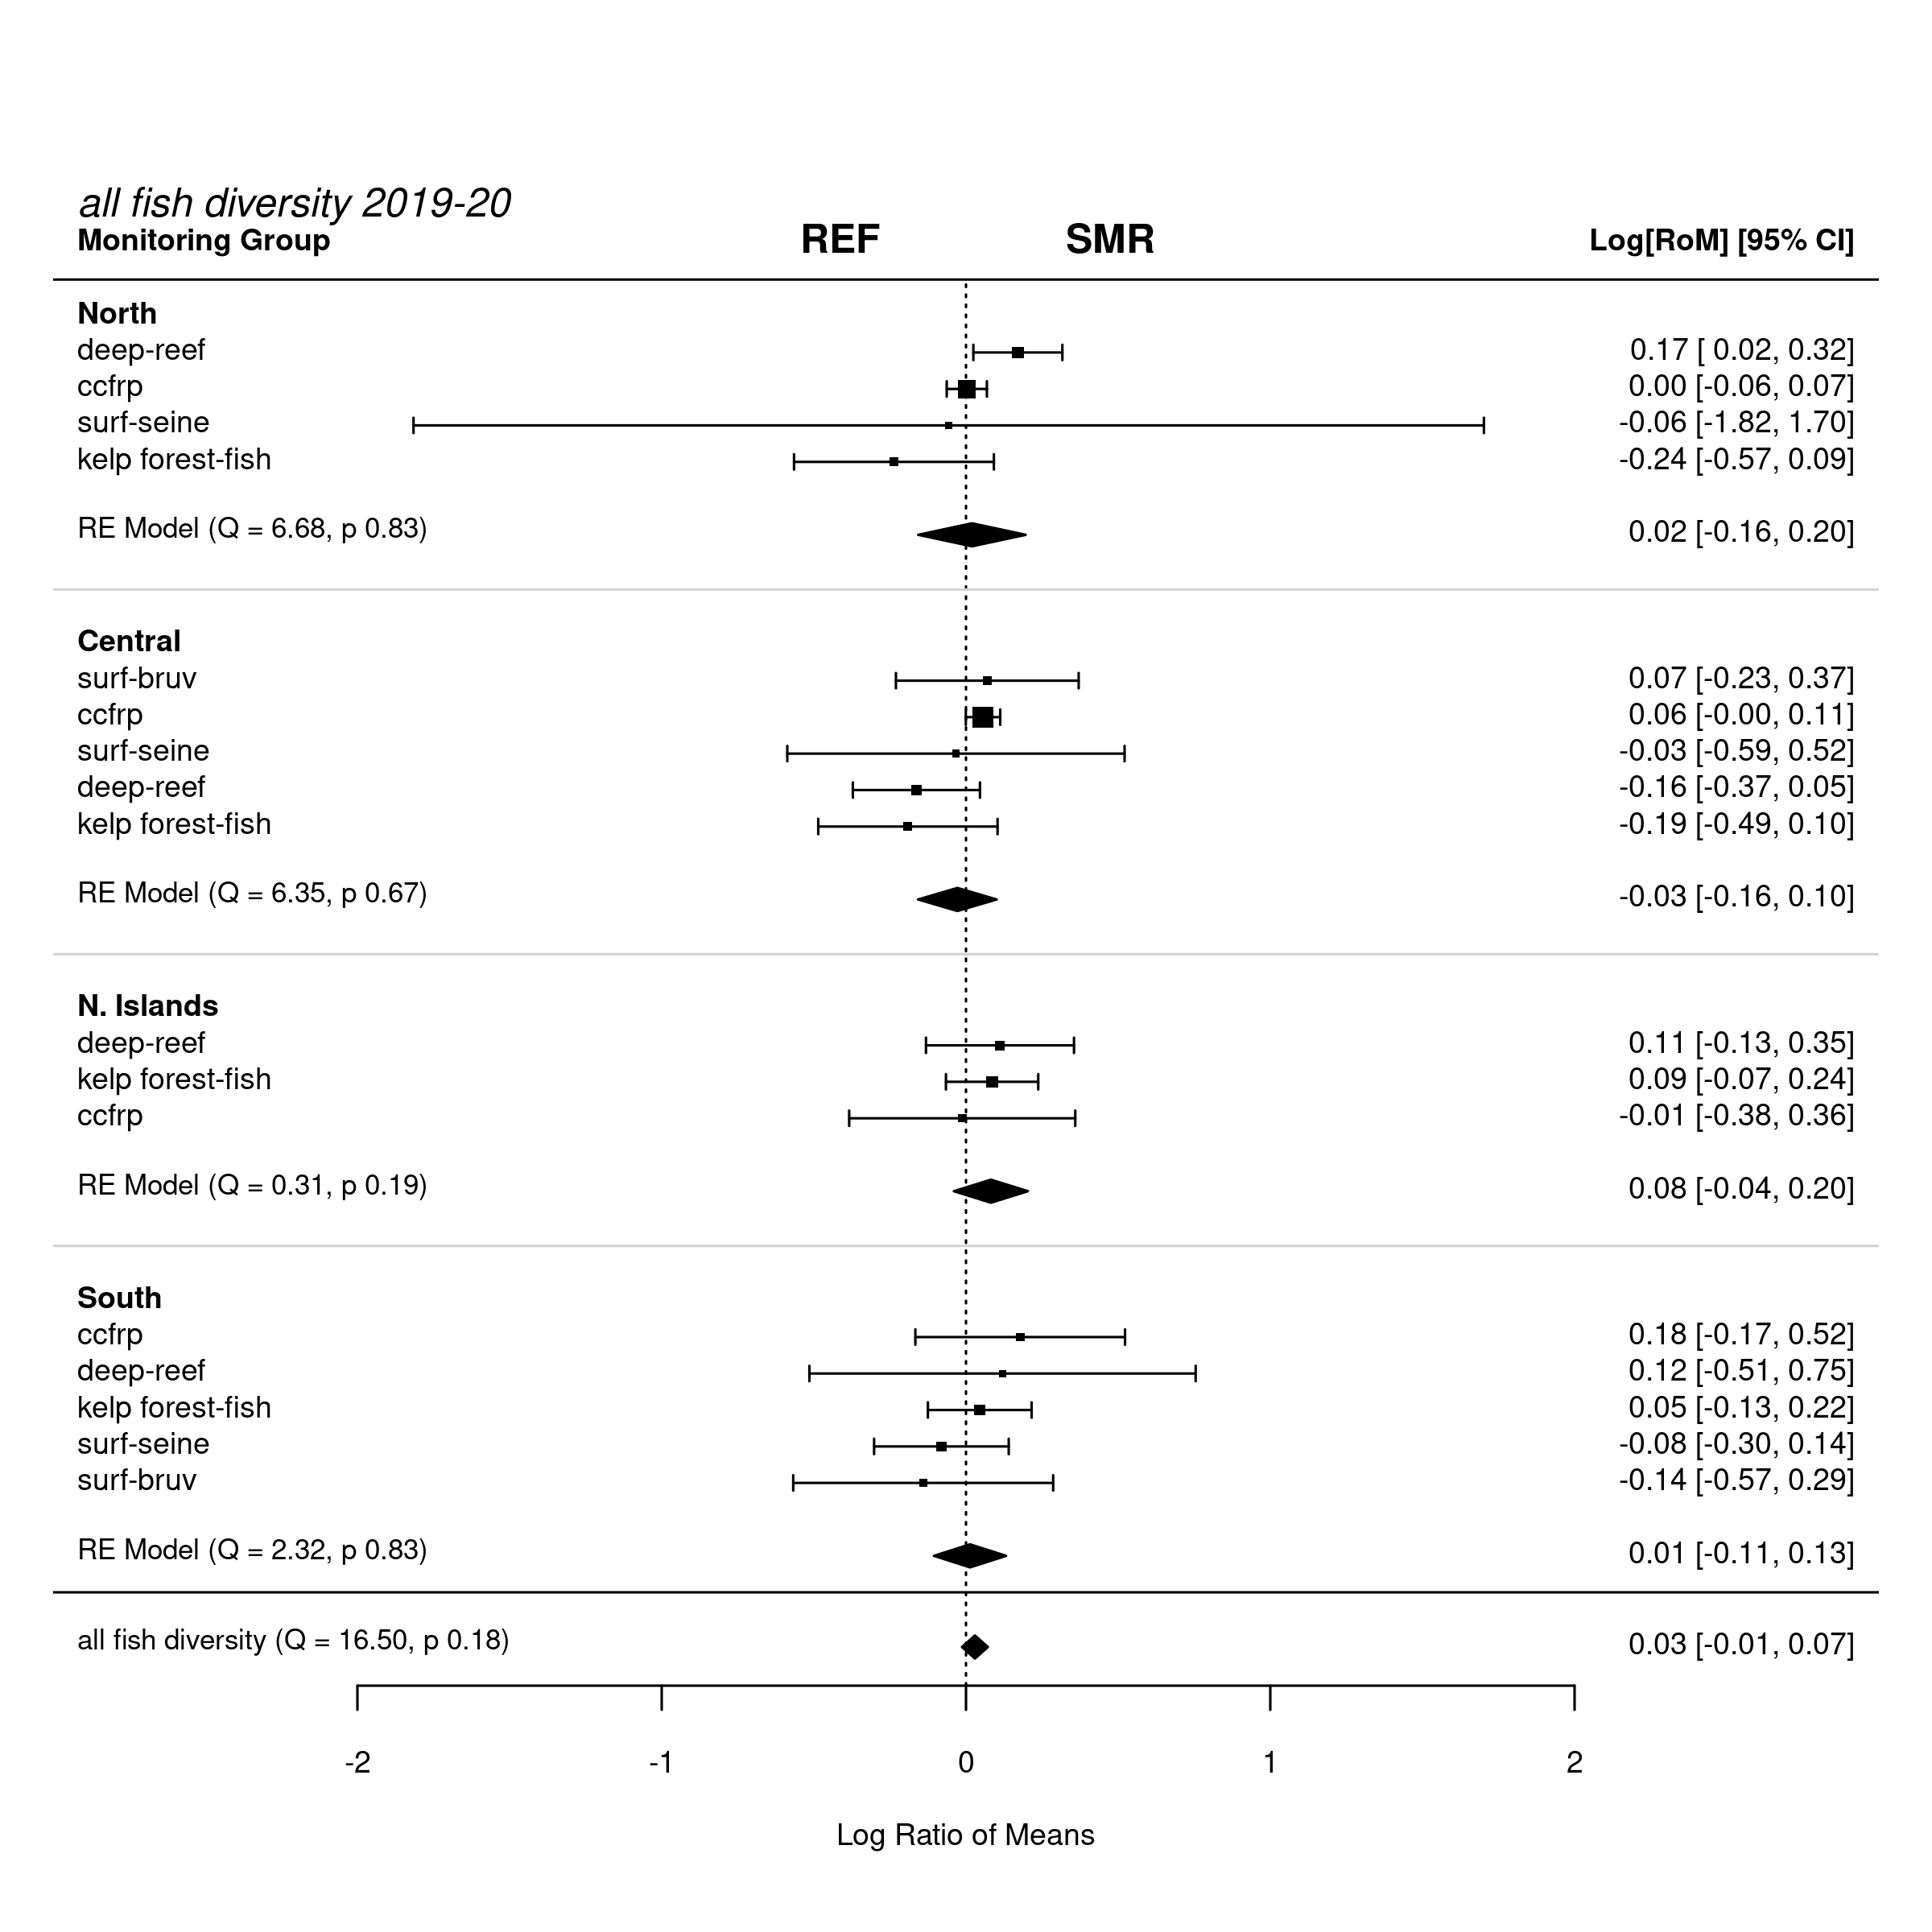 all fish diversity 2019-20
Monitoring Group REF SMR Log[RoM] [95% CI]
North
deep-reef 0.17 [ 0.02, 0.32]
ccfrp 0.00 [-0.06, 0.07]
surf-seine -0.06 [-1.82, 1.70]
kelp forest-fish -0.24 [-0.57, 0.09]
RE Model (Q = 6.68, p 0.83) 0.02 [-0.16, 0.20]
Central
surf-bruv 0.07 [-0.23, 0.37]
ccfrp 0.06 [-0.00, 0.11]
surf-seine -0.03 [-0.59, 0.52]
deep-reef -0.16 [-0.37, 0.05]
kelp forest-fish -0.19 [-0.49, 0.10]
RE Model (Q = 6.35, p 0.67) -0.03 [-0.16, 0.10]
N. Islands
deep-reef 0.11 [-0.13, 0.35]
kelp forest-fish 0.09 [-0.07, 0.24]
ccfrp -0.01 [-0.38, 0.36]
RE Model (Q = 0.31, p 0.19) 0.08 [-0.04, 0.20]
South
ccfrp 0.18 [-0.17, 0.52]
deep-reef 0.12 [-0.51, 0.75]
kelp forest-fish 0.05 [-0.13, 0.22]
surf-seine -0.08 [-0.30, 0.14]
surf-bruv -0.14 [-0.57, 0.29]
RE Model (Q = 2.32, p 0.83) 0.01 [-0.11, 0.13]
all fish diversity (Q = 16.50, p 0.18) 0.03 [-0.01, 0.07]
-2 -1 0 1 2
Log Ratio of Means